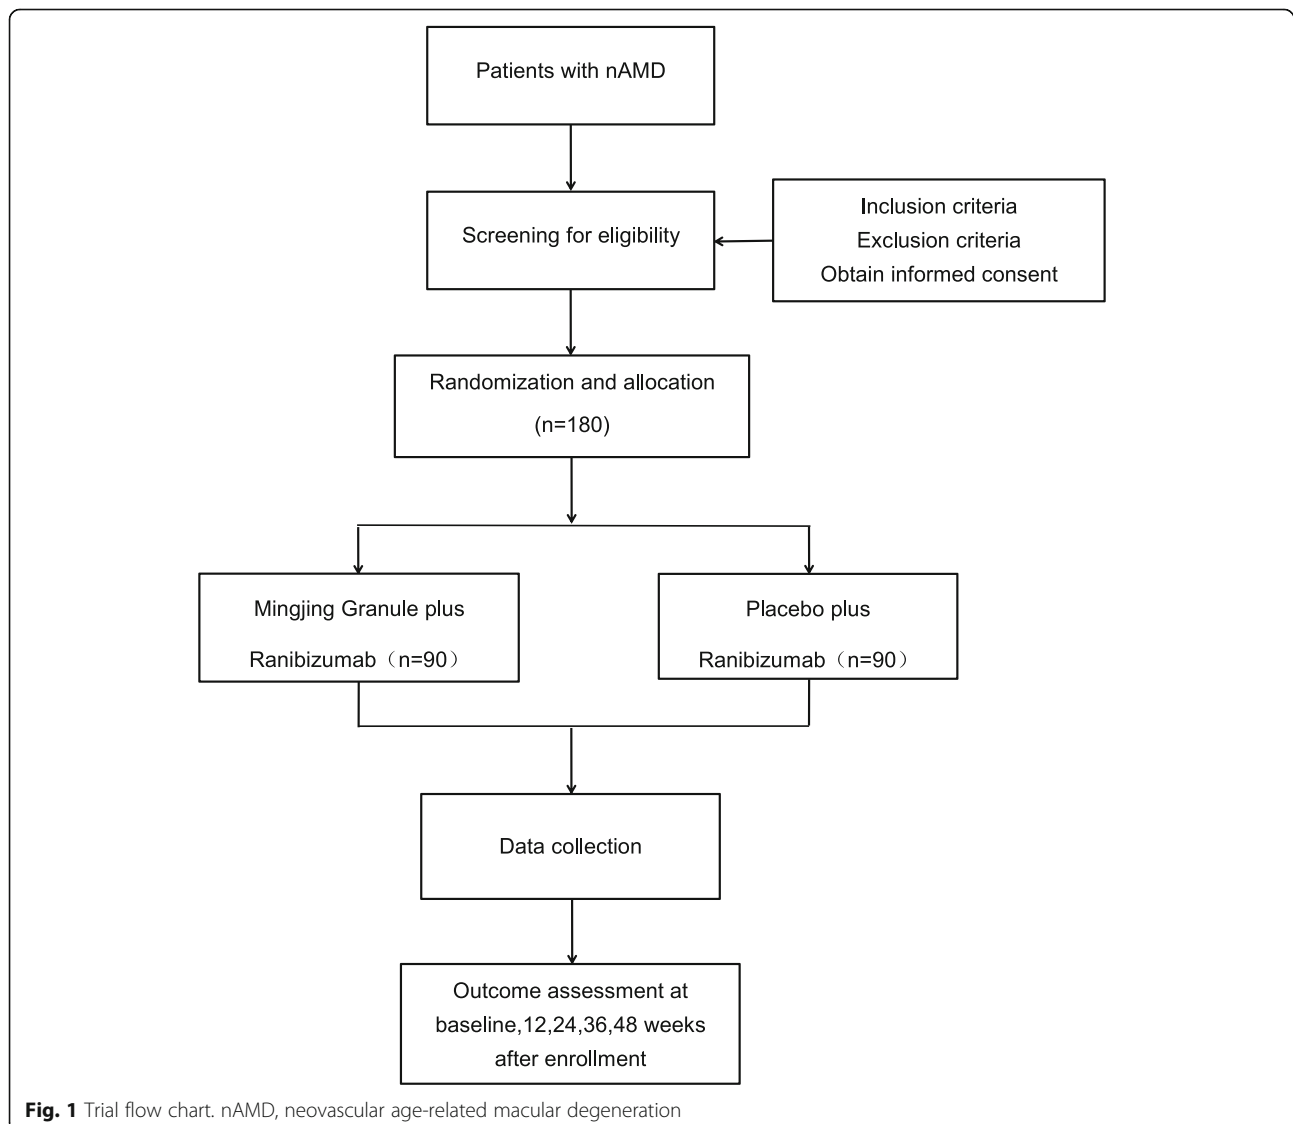 Patients with nAMD
Screening for eligibility
Inclusion criteria
Exclusion criteria
Obtain informed consent
Randomization and allocation
(n=180)
Mingjing Granule plus
Ranibizumab（n=90）
Placebo plus
Ranibizumab（n=90）
Data collection
Outcome assessment at
baseline,12,24,36,48 weeks
after enrollment
Fig. 1 Trial flow chart. nAMD, neovascular age-related macular degeneration